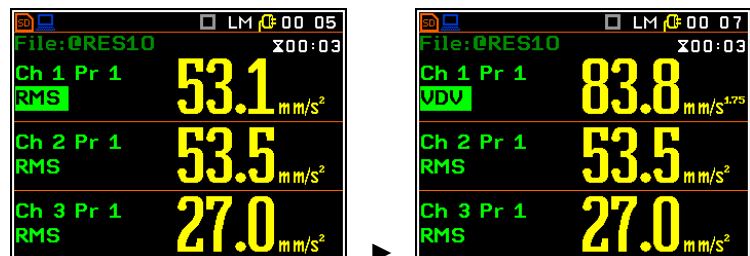 SD LM 00 05
File:@RES10 00:03
Ch 1 Pr 1
RMS 53.1 mm/s²
Ch 2 Pr 1
RMS 53.5 mm/s²
Ch 3 Pr 1
RMS 27.0 mm/s²
SD LM 00 07
File:@RES10 00:03
Ch 1 Pr 1
VDV 83.8 mm/s¹·⁷⁵
Ch 2 Pr 1
RMS 53.5 mm/s²
Ch 3 Pr 1
RMS 27.0 mm/s²